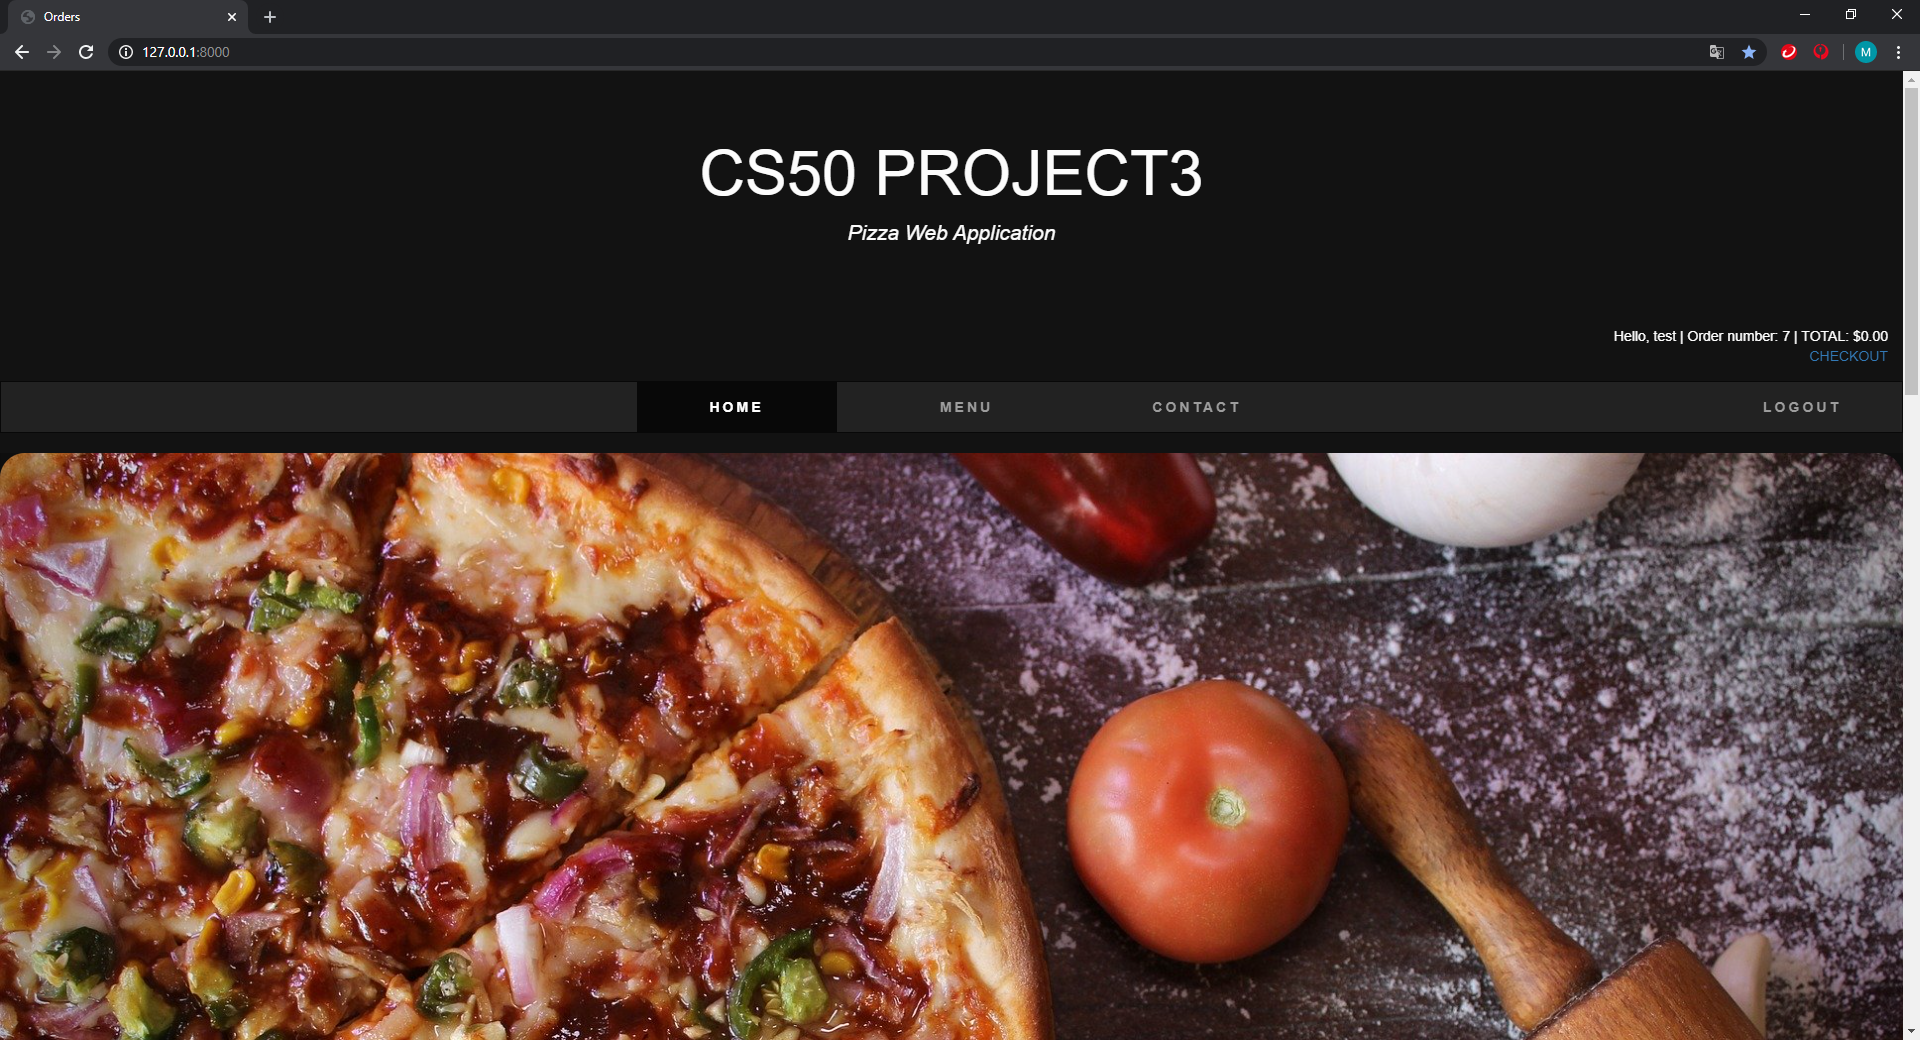 Orders
127.0.0.1:8000
M
CS50 PROJECT3
Pizza Web Application
Hello, test | Order number: 7 | TOTAL: $0.00
CHECKOUT
HOME MENU CONTACT LOGOUT